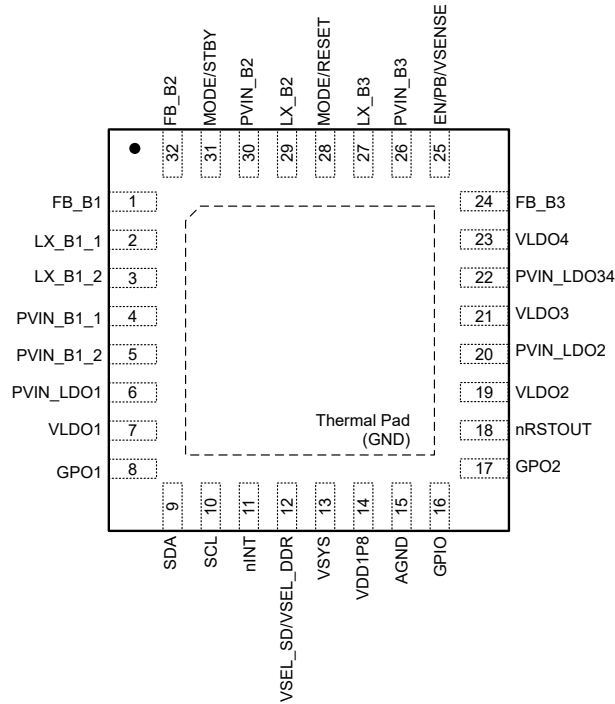 FB_B2
MODE/STBY
PVIN_B2
LX_B2
MODE/RESET
LX_B3
PVIN_B3
EN/PB/VSENSE
32
31
30
29
28
27
26
25
FB_B1 1
LX_B1_1 2
LX_B1_2 3
PVIN_B1_1 4
PVIN_B1_2 5
PVIN_LDO1 6
VLDO1 7
GPO1 8
24 FB_B3
23 VLDO4
22 PVIN_LDO34
21 VLDO3
20 PVIN_LDO2
19 VLDO2
18 nRSTOUT
17 GPO2
Thermal Pad
(GND)
9
10
11
12
13
14
15
16
SDA
SCL
nINT
VSEL_SD/VSEL_DDR
VSYS
VDD1P8
AGND
GPIO